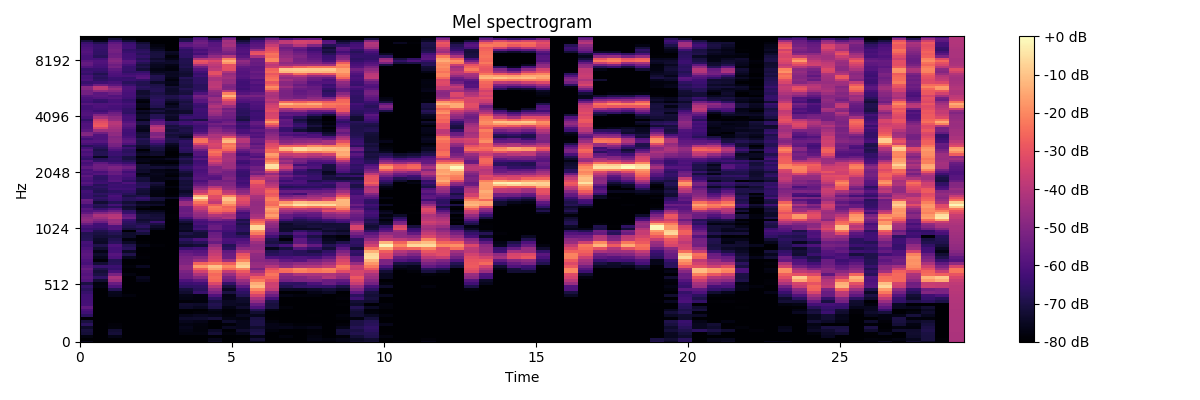 Mel spectrogram
Hz
8192
4096
2048
1024
512
0
0 5 10 15 20 25
Time
+0 dB
-10 dB
-20 dB
-30 dB
-40 dB
-50 dB
-60 dB
-70 dB
-80 dB